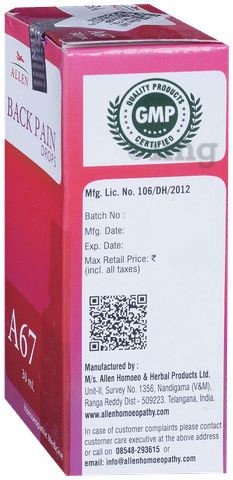 ALLEN
BACK PAIN
DROPS
A67
30 ml
Homoeopathic Medicine
QUALITY PRODUCTS
GMP
CERTIFIED
Mfg. Lic. No. 106/DH/2012
Batch No :
Mfg. Date:
Exp. Date:
Max Retail Price: ₹
(incl. all taxes)
Manufactured by :
M/s. Allen Homoeo & Herbal Products Ltd.
Unit-II, Survey No. 1356, Nandigama (V&M),
Ranga Reddy Dist - 509223. Telangana, India.
www.allenhomoeopathy.com
In case of customer complaints please contact
our customer care executive at the above address
or call on 08548-293615 or
email: info@allenhomoeopathy.com